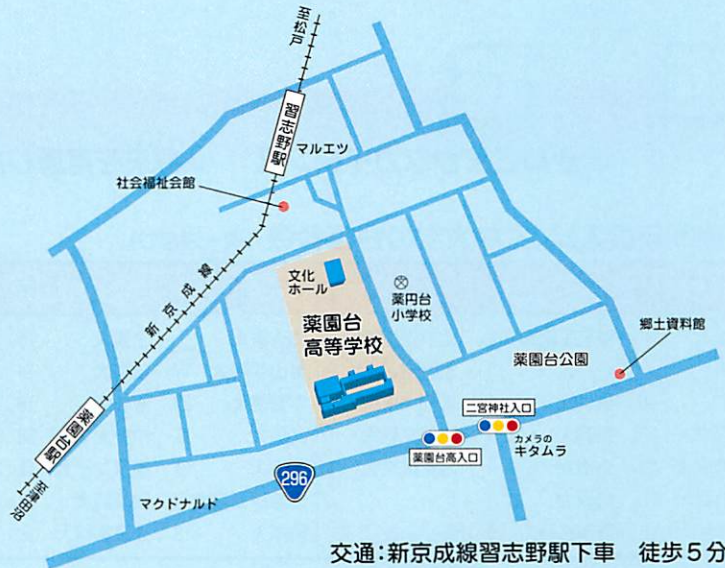 至松戸
習志野駅
マルエツ
社会福祉会館
新京成線
文化
ホール
薬円台
小学校
薬園台
高等学校
郷土資料館
薬園台公園
二宮神社入口
カメラの
キタムラ
薬園台高入口
薬園台駅
至津田沼
296
マクドナルド
交通:新京成線習志野駅下車 徒歩5分